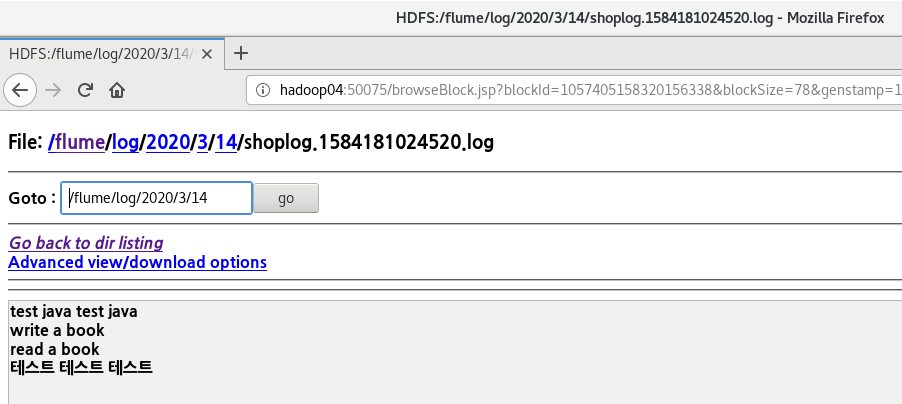 HDFS:/flume/log/2020/3/14/shoplog.1584181024520.log - Mozilla Firefox
HDFS:/flume/log/2020/3/14/
hadoop04:50075/browseBlock.jsp?blockId=1057405158320156338&blockSize=78&genstamp=1
File: /flume/log/2020/3/14/shoplog.1584181024520.log
Goto : /flume/log/2020/3/14 go
Go back to dir listing
Advanced view/download options
test java test java
write a book
read a book
테스트 테스트 테스트